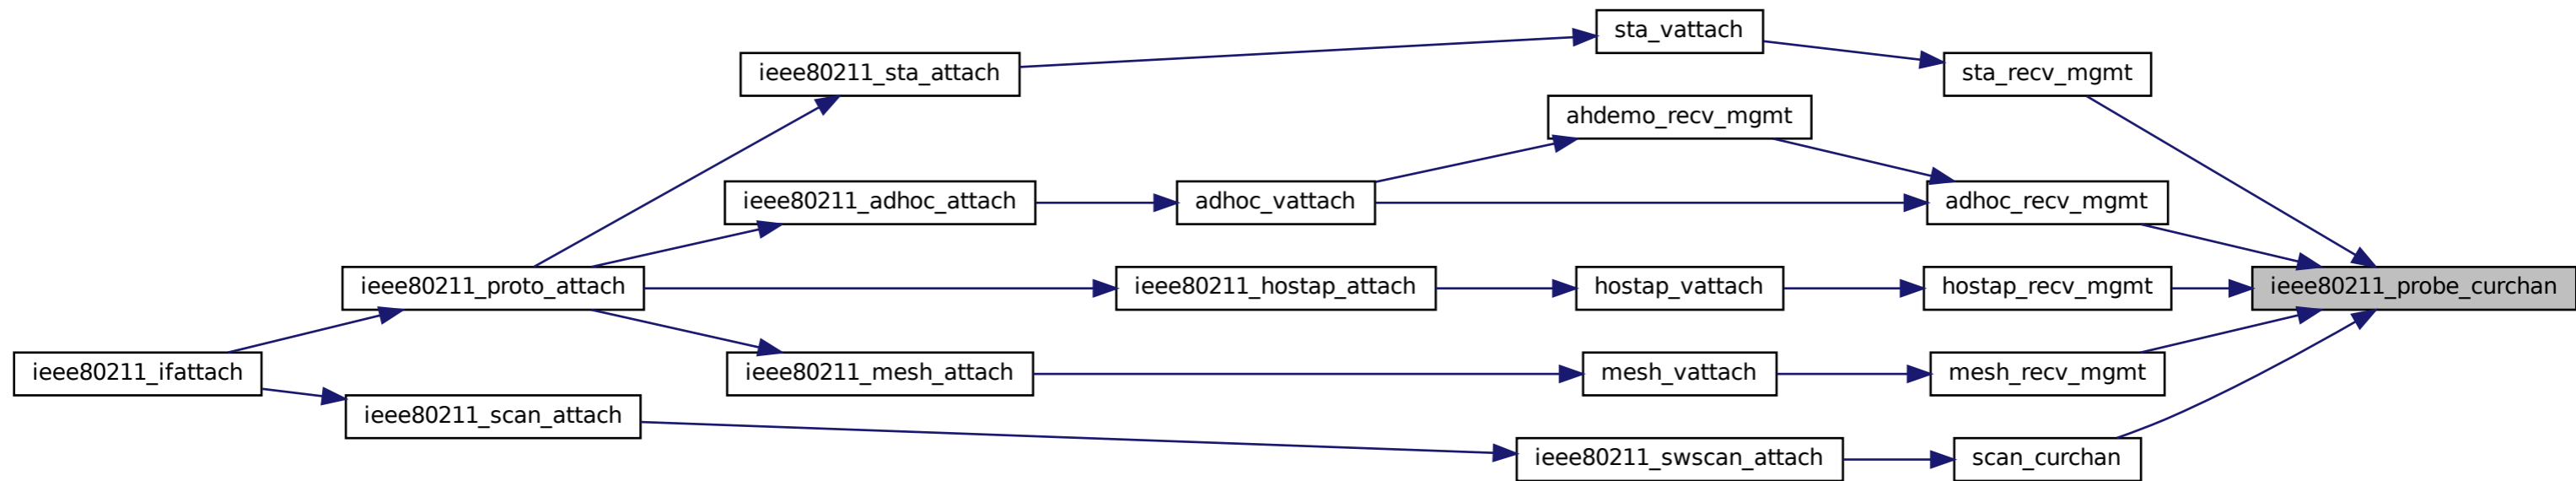 sta_vattach
ieee80211_sta_attach
sta_recv_mgmt
ahdemo_recv_mgmt
ieee80211_adhoc_attach
adhoc_vattach
adhoc_recv_mgmt
ieee80211_proto_attach
ieee80211_hostap_attach
hostap_vattach
hostap_recv_mgmt
ieee80211_probe_curchan
ieee80211_ifattach
ieee80211_mesh_attach
mesh_vattach
mesh_recv_mgmt
ieee80211_scan_attach
ieee80211_swscan_attach
scan_curchan